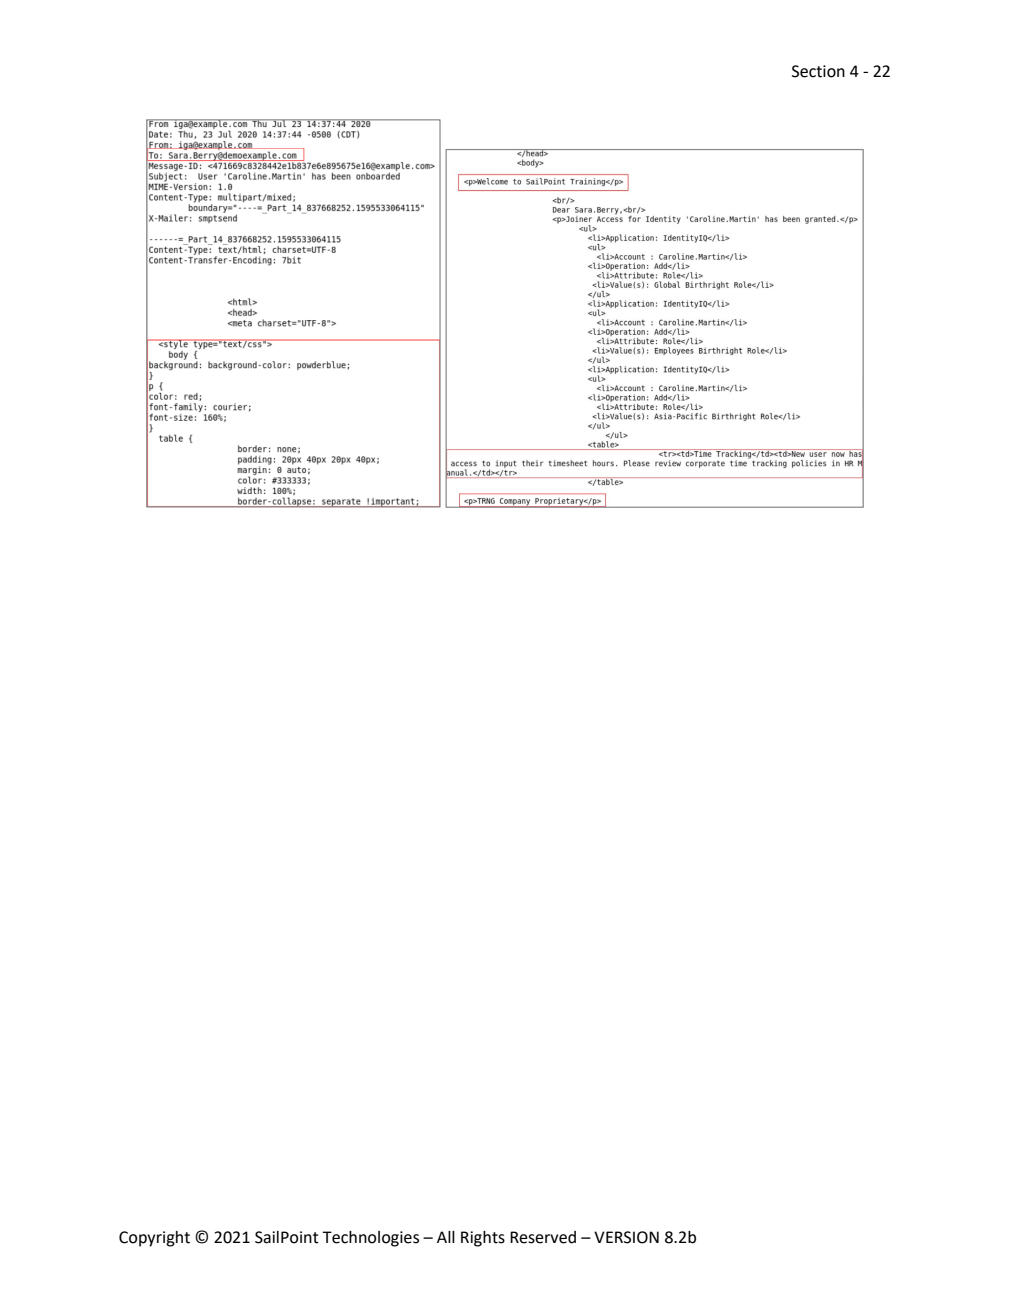 Section 4 - 22
From iga@example.com Thu Jul 23 14:37:44 2020
Date: Thu, 23 Jul 2020 14:37:44 -0500 (CDT)
From: iga@example.com
To: Sara.Berry@demoexample.com
Message-ID: <471669c8328442e1b837e6e895675e16@example.com>
Subject:  User 'Caroline.Martin' has been onboarded
MIME-Version: 1.0
Content-Type: multipart/mixed;
boundary="----=_Part_14_837668252.1595533064115"
X-Mailer: smptsend
------=_Part_14_837668252.1595533064115
Content-Type: text/html; charset=UTF-8
Content-Transfer-Encoding: 7bit
<html>
<head>
<meta charset="UTF-8">
<style type="text/css">
body {
background: background-color: powderblue;
}
p {
color: red;
font-family: courier;
font-size: 160%;
}
table {
border: none;
padding: 20px 40px 20px 40px;
margin: 0 auto;
color: #333333;
width: 100%;
border-collapse: separate !important;
</head>
<body>
<p>Welcome to SailPoint Training</p>
<br/>
Dear Sara.Berry,<br/>
<p>Joiner Access for Identity 'Caroline.Martin' has been granted.</p>
<ul>
<li>Application: IdentityIQ</li>
<ul>
<li>Account : Caroline.Martin</li>
<li>Operation: Add</li>
<li>Attribute: Role</li>
<li>Value(s): Global Birthright Role</li>
</ul>
<li>Application: IdentityIQ</li>
<ul>
<li>Account : Caroline.Martin</li>
<li>Operation: Add</li>
<li>Attribute: Role</li>
<li>Value(s): Employees Birthright Role</li>
</ul>
<li>Application: IdentityIQ</li>
<ul>
<li>Account : Caroline.Martin</li>
<li>Operation: Add</li>
<li>Attribute: Role</li>
<li>Value(s): Asia-Pacific Birthright Role</li>
</ul>
</ul>
<table>
<tr><td>Time Tracking</td><td>New user now has
access to input their timesheet hours. Please review corporate time tracking policies in HR M
anual.</td></tr>
</table>
<p>TRNG Company Proprietary</p>
Copyright © 2021 SailPoint Technologies – All Rights Reserved – VERSION 8.2b